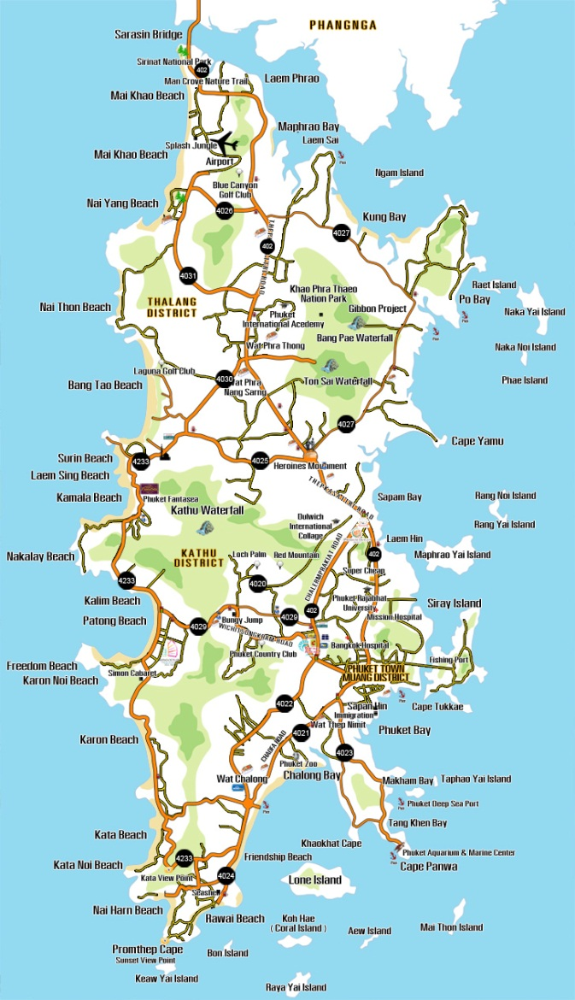 PHANGNGA
Sarasin Bridge
Sirinat National Park
402
Man Crove Nature Trail
Laem Phrao
Mai Khao Beach
Maphrao Bay
Laem Sai
Splash Jungle
Mai Khao Beach
Airport
Ngam Island
Blue Canyon
Golf Club
Nai Yang Beach
4026
Kung Bay
4027
402
4031
Raet Island
Khao Phra Thaeo
Nation Park
Po Bay
THALANG
DISTRICT
Gibbon Project
Nai Thon Beach
Naka Yai Island
Phuket
International Acedemy
Bang Pae Waterfall
Wat Phra Thong
Naka Noi Island
Laguna Golf Club
4030
Wat Phra
Nang Sarng
Ton Sai Waterfall
Phae Island
Bang Tao Beach
4027
Cape Yamu
Surin Beach
4233
4025
Heroines Monument
Laem Sing Beach
THEPKASATTRI ROAD
Kamala Beach
Phuket Fantasea
Sapam Bay
Rang Noi Island
Kathu Waterfall
Dulwich
International
Collage
Rang Yai Island
Laem Hin
Nakalay Beach
KATHU
DISTRICT
Loch Palm
Red Mountain
CHALERMPRAKIAT ROAD
402
Maphrao Yai Island
Super Cheap
4233
4020
Kalim Beach
Phuket Rajabhat
University
Siray Island
Patong Beach
4029
Bungy Jump
4029
402
Mission Hospital
WICHITSONGKRAM ROAD
Bangkok Hospital
Phuket Country Club
Fishing Port
Freedom Beach
Simon Cabaret
PHUKET TOWN
MUANG DISTRICT
Karon Noi Beach
4022
Sapan Hin
Cape Tukkae
Immigration
Wat Thep Nimit
Phuket Bay
Karon Beach
4021
CHAOFA ROAD
4023
Phuket Zoo
Wat Chalong
Chalong Bay
Makham Bay
Taphao Yai Island
Phuket Deep Sea Port
Tang Khen Bay
Kata Beach
Khaokhat Cape
Phuket Aquarium & Marine Center
Kata Noi Beach
4233
Friendship Beach
Cape Panwa
Kata View Point
4024
Lone Island
Seashell
Nai Harn Beach
Rawai Beach
Koh Hae
( Coral Island )
Aew Island
Mai Thon Island
Promthep Cape
Sunset View Point
Bon Island
Keaw Yai Island
Raya Yai Island